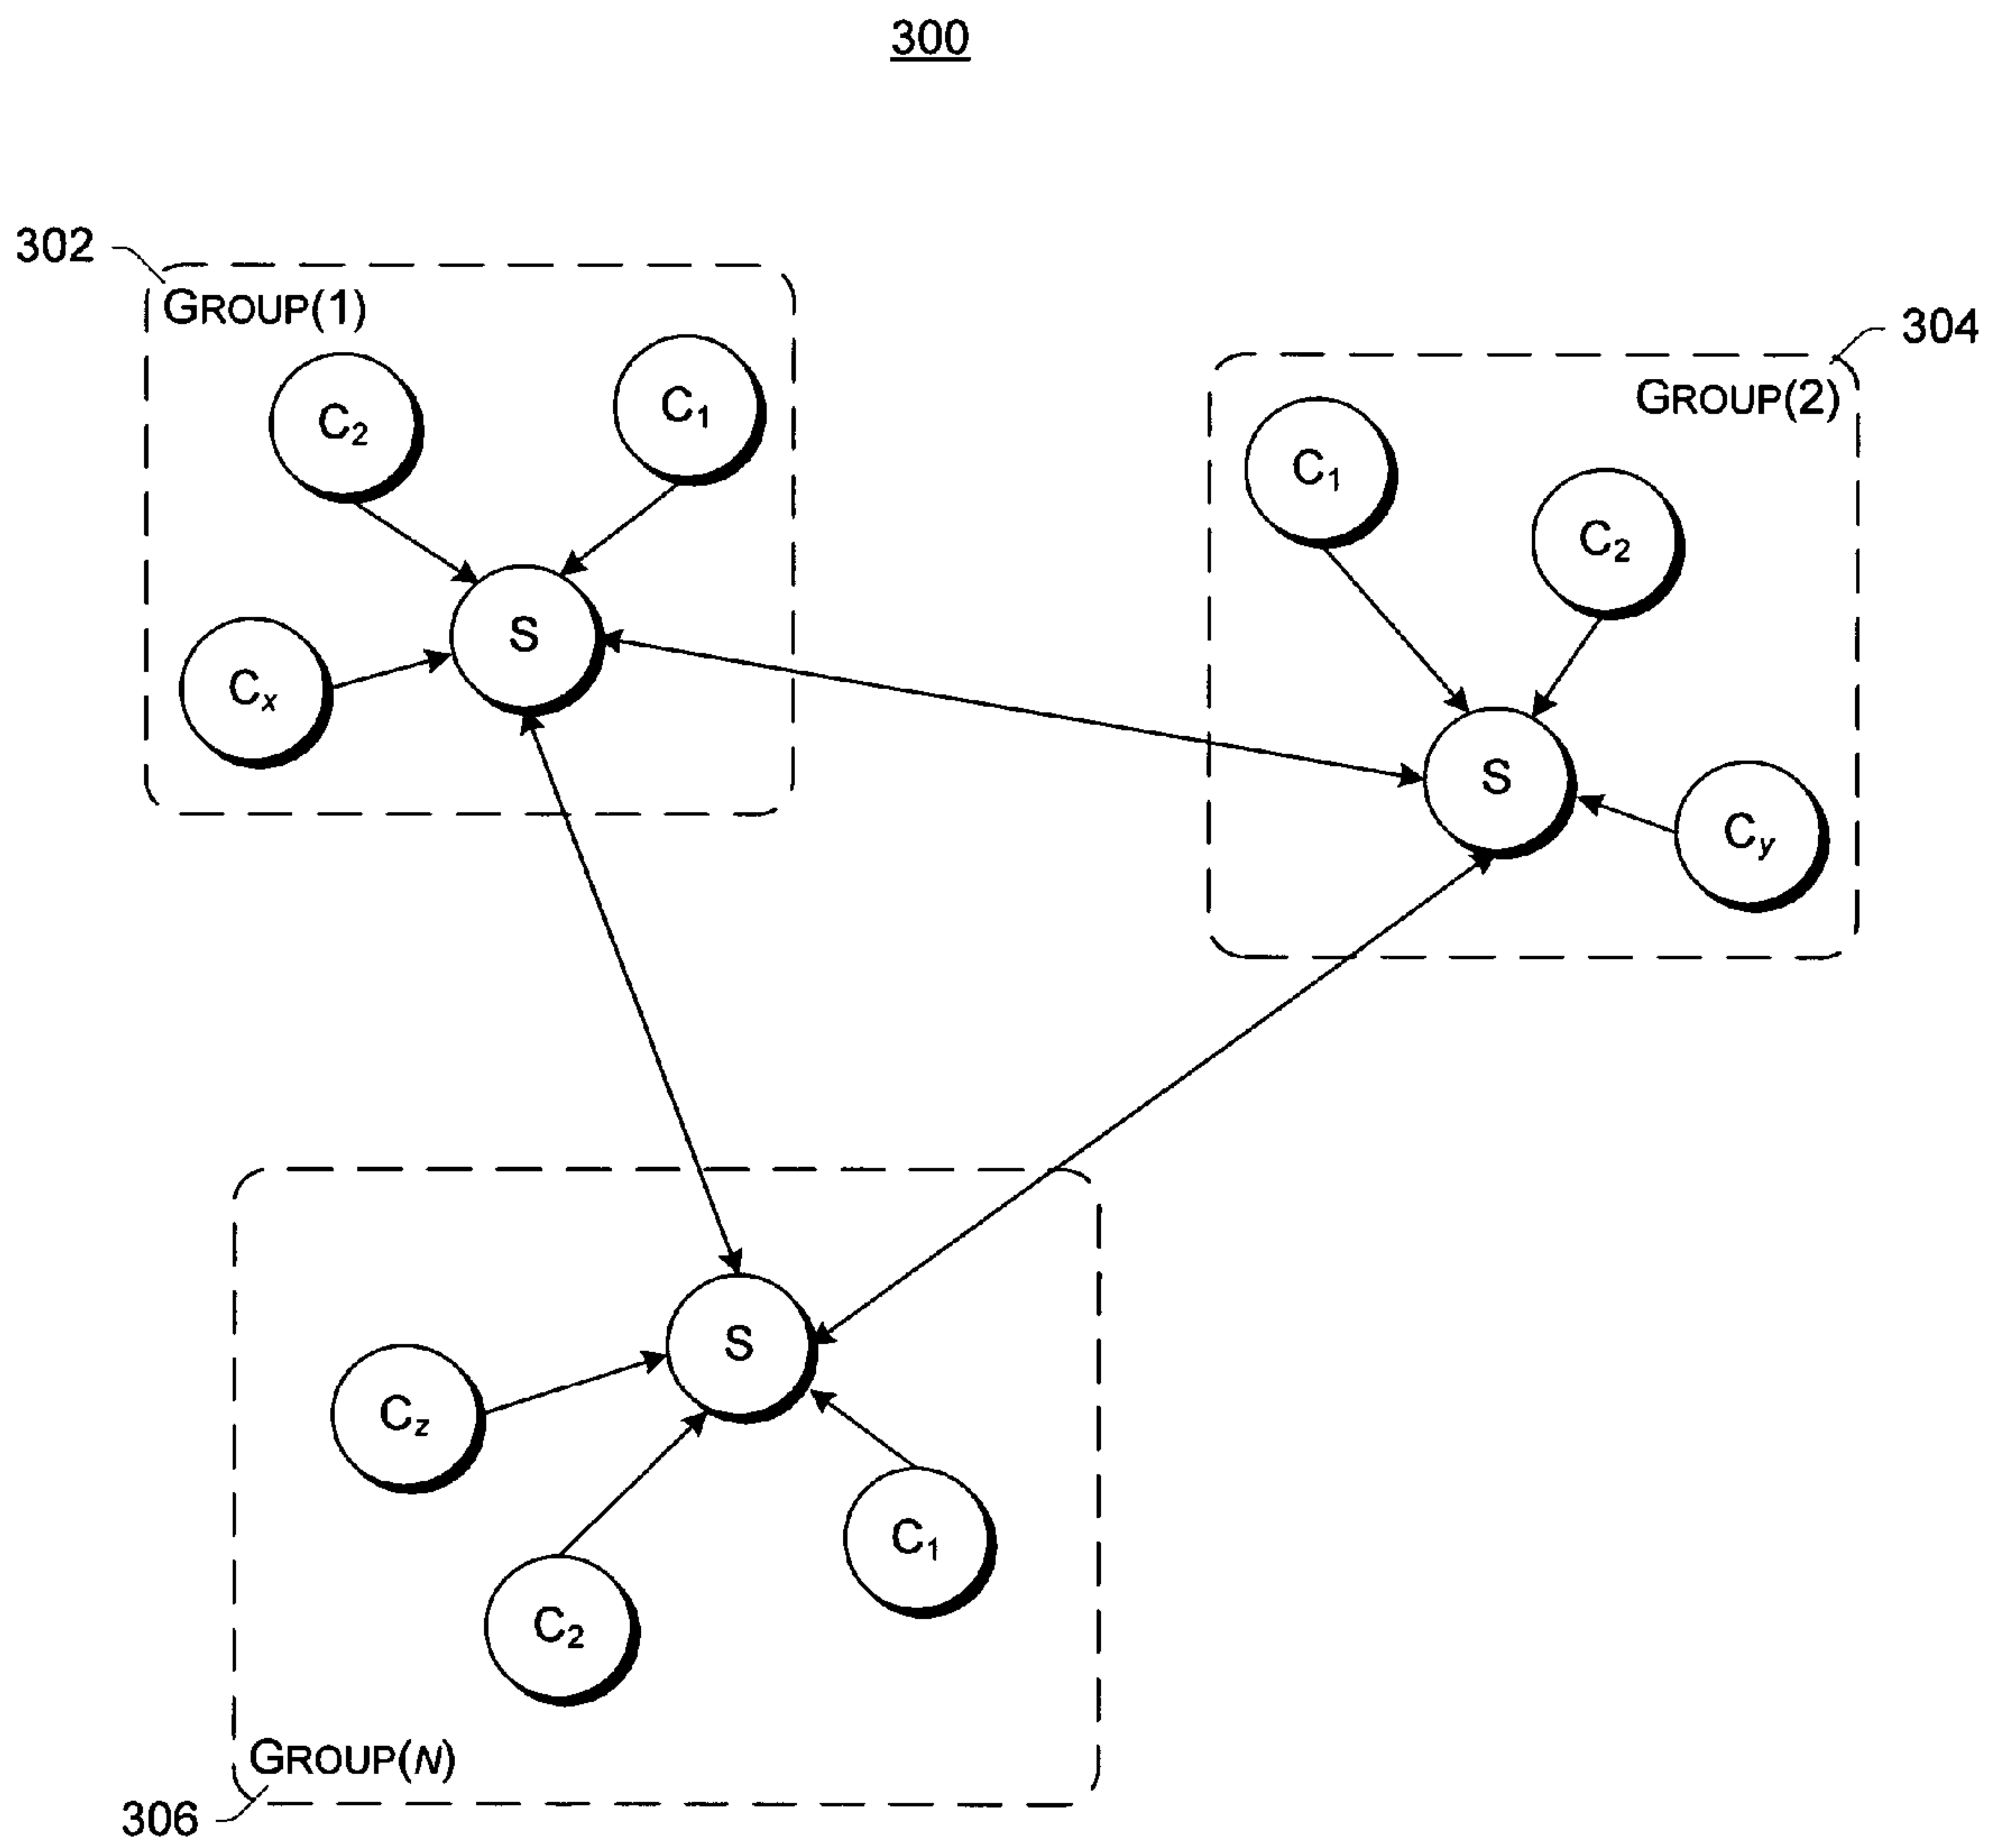 300
302
GROUP(1)
304
GROUP(2)
C2
C1
C1
C2
S
Cx
S
Cy
S
Cz
C1
C2
GROUP(N)
306